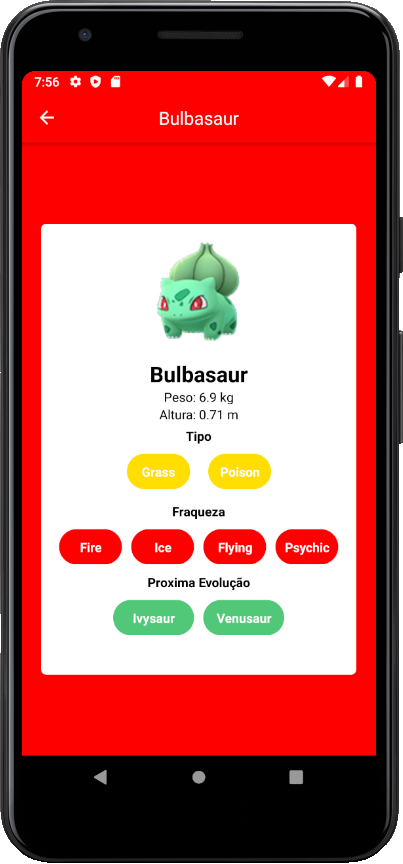 7:56
Bulbasaur
Bulbasaur
Peso: 6.9 kg
Altura: 0.71 m
Tipo
Grass Poison
Fraqueza
Fire Ice Flying Psychic
Proxima Evolução
Ivysaur Venusaur